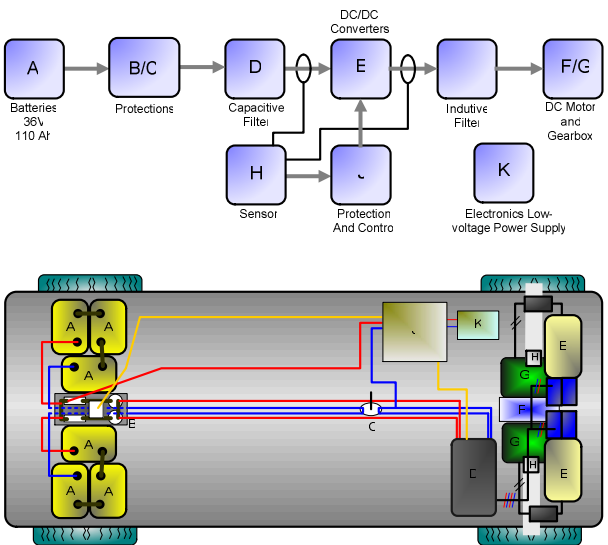 DC/DC
Converters
A
B/C
D
E
F/G
Batteries
36V
110 Ah
Protections
Capacitive
Filter
Indutive
Filter
DC Motor
and
Gearbox
H
K
Sensor
Protection
And Contro
Electronics Low-
voltage Power Supply
A
A
A
K
E
H
G
F
E
C
A
G
H
E
A
A